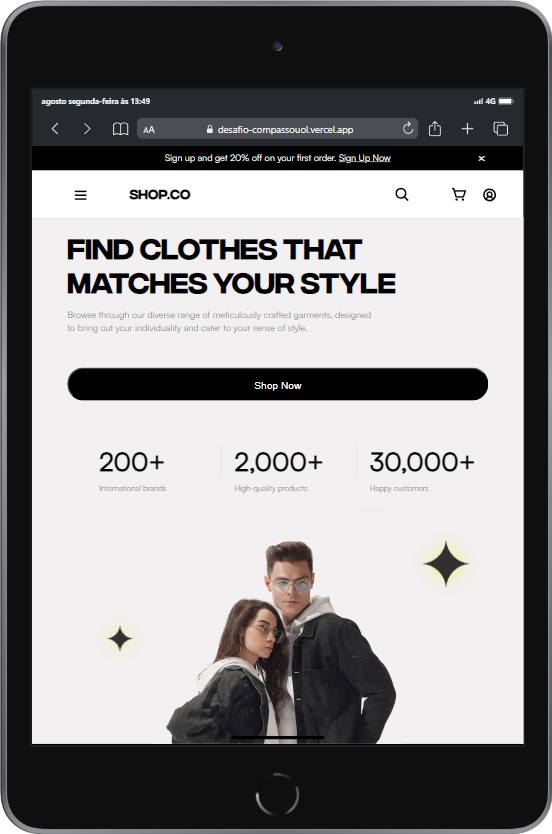 agosto segunda-feira às 13:49
4G
AA
desafio-compassouol.vercel.app
Sign up and get 20% off on your first order. Sign Up Now
SHOP.CO
FIND CLOTHES THAT
MATCHES YOUR STYLE
Browse through our diverse range of meticulously crafted garments, designed
to bring out your individuality and cater to your sense of style.
Shop Now
200+
International brands
2,000+
High-quality products
30,000+
Happy customers